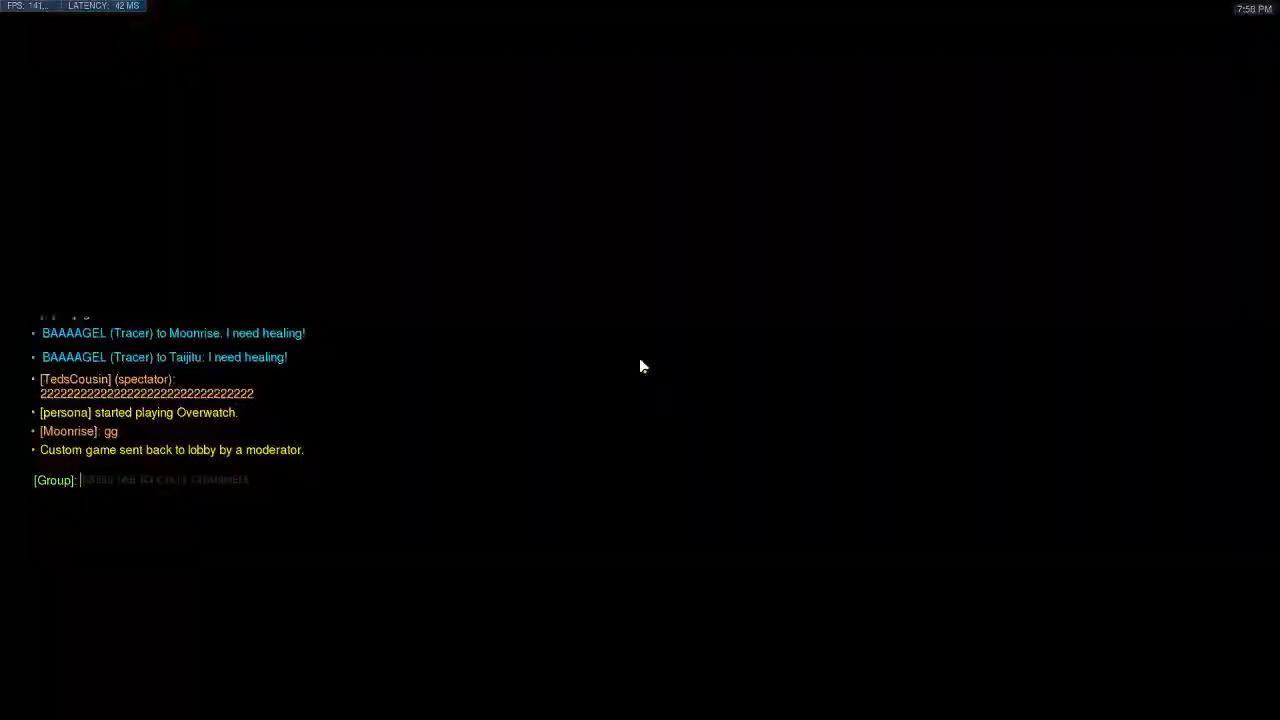 FPS: 141... LATENCY: 42 MS
7:58 PM
• BAAAAGEL (Tracer) to Moonrise: I need healing!
• BAAAAGEL (Tracer) to Taijitu: I need healing!
• [TedsCousin] (spectator):
22222222222222222222222222222222
• [persona] started playing Overwatch.
• [Moonrise]: gg
• Custom game sent back to lobby by a moderator.
[Group]: